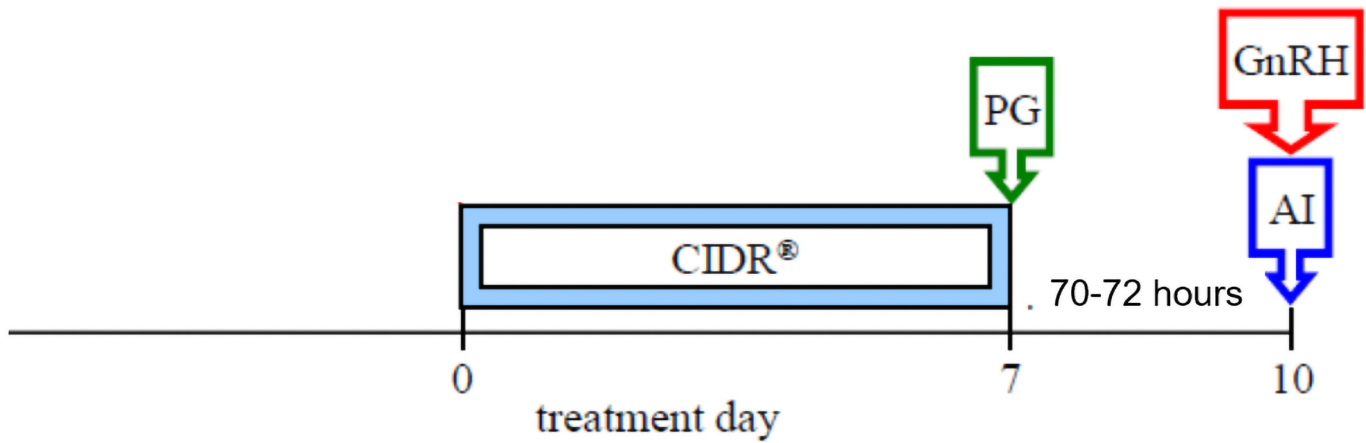 GnRH
PG
AI
CIDR®
. 70-72 hours
0 7 10
treatment day